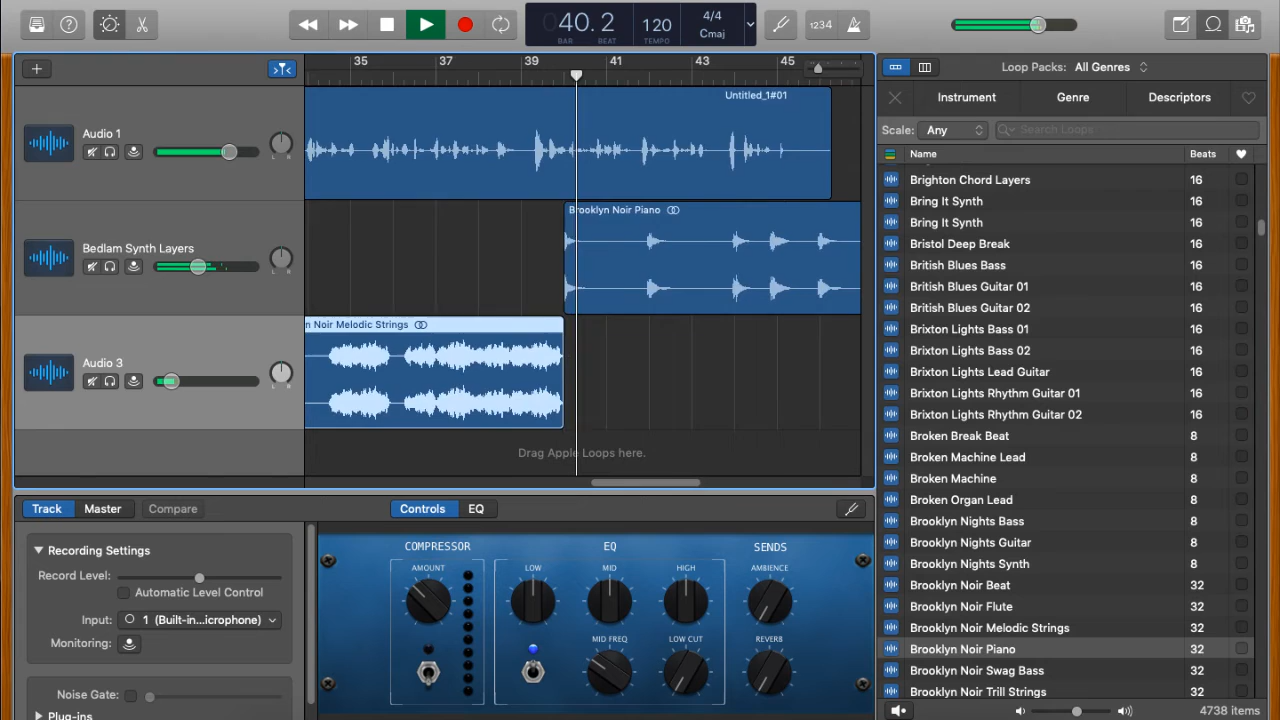 40. 2
BAR
BEAT
120
TEMPO
4/4
Cmaj
1234
35
37
39
41
43
45
Loop Packs: All Genres
Instrument
Genre
Descriptors
Scale: Any
Search Loops
Name
Beats
Audio 1
L R
Untitled_1#01
Bedlam Synth Layers
L R
Brooklyn Noir Piano
Audio 3
L R
n Noir Melodic Strings
Drag Apple Loops here.
Brighton Chord Layers 16
Bring It Synth 16
Bring It Synth 16
Bristol Deep Break 16
British Blues Bass 16
British Blues Guitar 01 16
British Blues Guitar 02 16
Brixton Lights Bass 01 16
Brixton Lights Bass 02 16
Brixton Lights Lead Guitar 16
Brixton Lights Rhythm Guitar 01 16
Brixton Lights Rhythm Guitar 02 16
Broken Break Beat 8
Broken Machine Lead 8
Broken Machine 8
Broken Organ Lead 8
Brooklyn Nights Bass 8
Brooklyn Nights Guitar 8
Brooklyn Nights Synth 8
Brooklyn Noir Beat 32
Brooklyn Noir Flute 32
Brooklyn Noir Melodic Strings 32
Brooklyn Noir Piano 32
Brooklyn Noir Swag Bass 32
Brooklyn Noir Trill Strings 32
4738 items
Track
Master
Compare
Controls
EQ
Recording Settings
Record Level:
Automatic Level Control
Input: 1 (Built-in...icrophone)
Monitoring:
Noise Gate:
Plug-ins
COMPRESSOR
EQ
SENDS
AMOUNT
LOW
MID
HIGH
AMBIENCE
MID FREQ
LOW CUT
REVERB